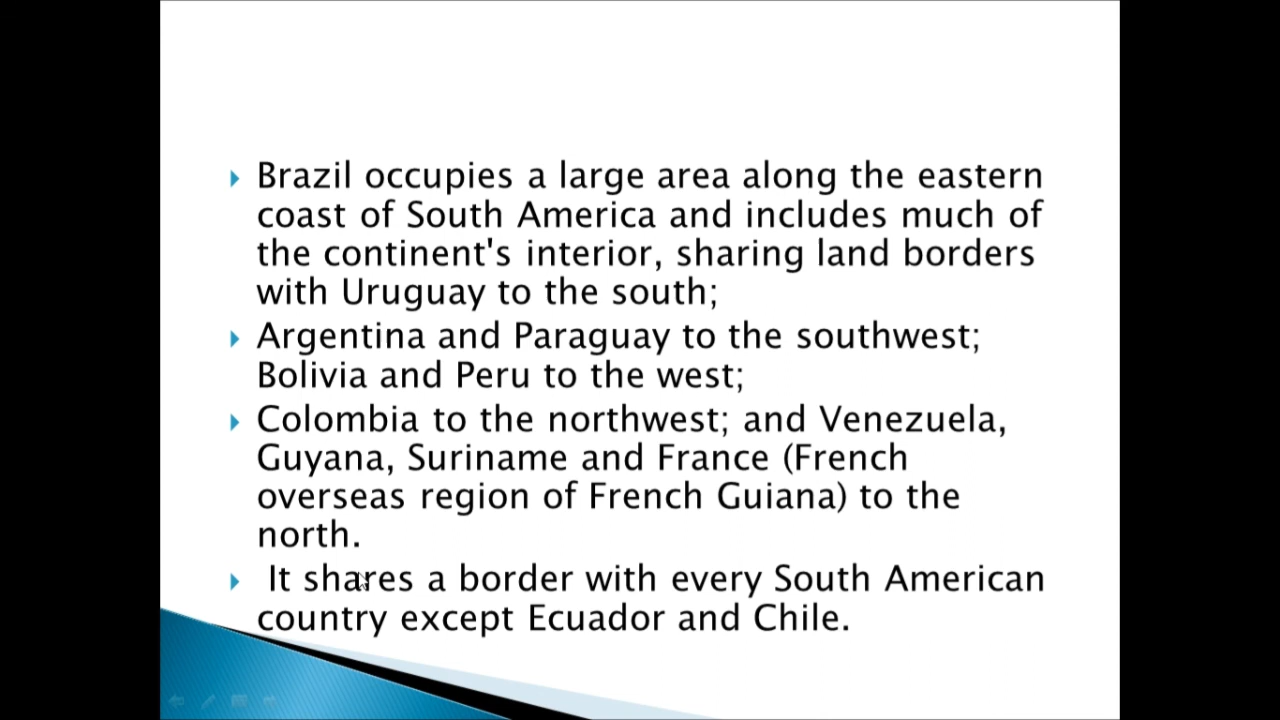 Brazil occupies a large area along the eastern
coast of South America and includes much of
the continent's interior, sharing land borders
with Uruguay to the south;
Argentina and Paraguay to the southwest;
Bolivia and Peru to the west;
Colombia to the northwest; and Venezuela,
Guyana, Suriname and France (French
overseas region of French Guiana) to the
north.
It shares a border with every South American
country except Ecuador and Chile.